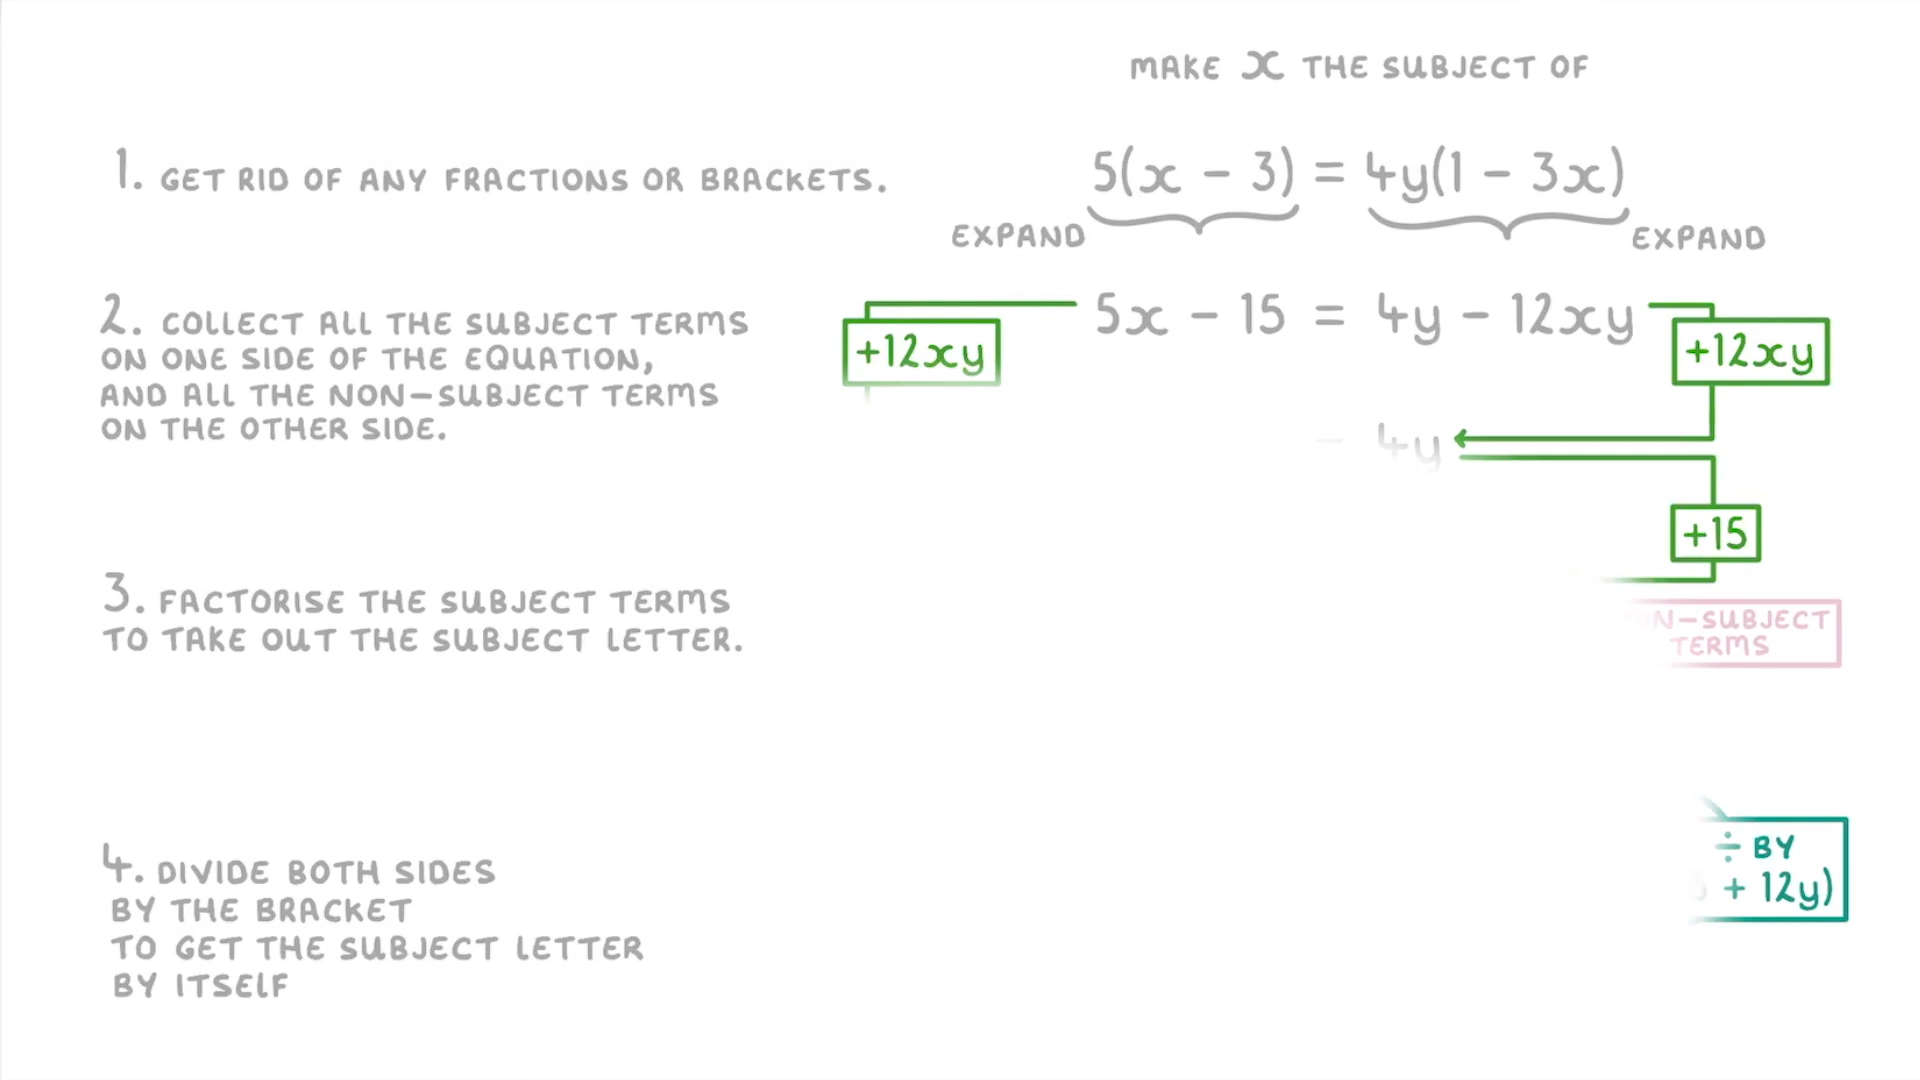 MAKE x THE SUBJECT OF
1. GET RID OF ANY FRACTIONS OR BRACKETS.
5(x − 3) = 4y(1 − 3x)
EXPAND
EXPAND
2. COLLECT ALL THE SUBJECT TERMS
ON ONE SIDE OF THE EQUATION,
AND ALL THE NON-SUBJECT TERMS
ON THE OTHER SIDE.
5x − 15 = 4y − 12xy
+12xy
+12xy
4y
+15
3. FACTORISE THE SUBJECT TERMS
TO TAKE OUT THE SUBJECT LETTER.
SUBJECT
TERMS
4. DIVIDE BOTH SIDES
BY THE BRACKET
TO GET THE SUBJECT LETTER
BY ITSELF
÷ BY
+ 12y)